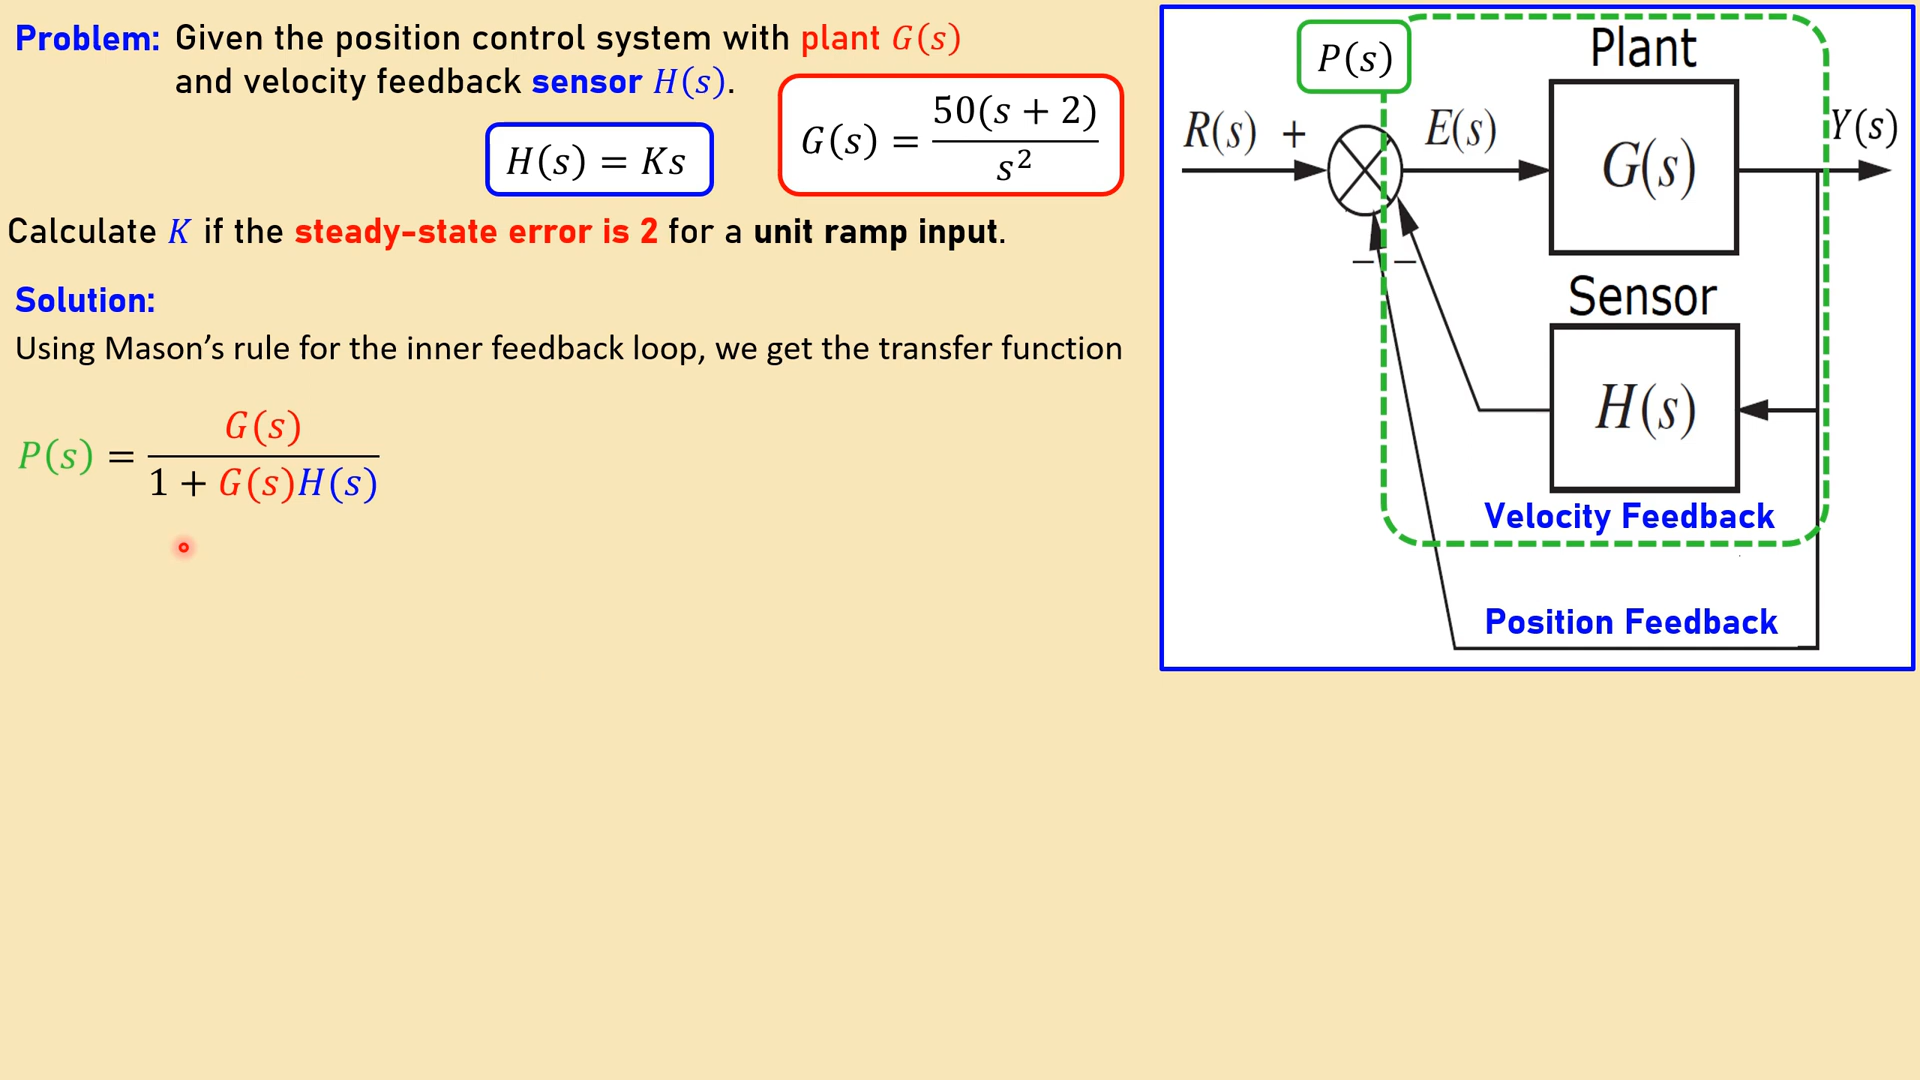 Problem: Given the position control system with plant G(s)
and velocity feedback sensor H(s).
H(s) = Ks
G(s) = 50(s + 2) / s²
Calculate K if the steady-state error is 2 for a unit ramp input.
Solution:
Using Mason's rule for the inner feedback loop, we get the transfer function
P(s) = G(s) / 1 + G(s)H(s)
P(s)
Plant
R(s) +
E(s)
G(s)
Y(s)
− −
Sensor
H(s)
Velocity Feedback
Position Feedback